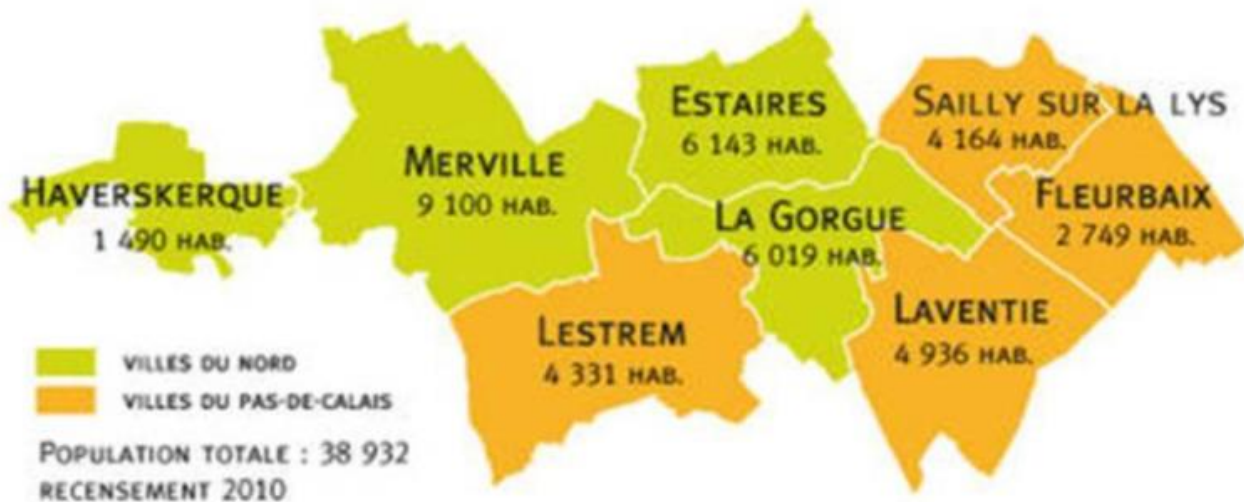 ESTAIRES
6 143 HAB.
SAILLY SUR LA LYS
4 164 HAB.
MERVILLE
9 100 HAB.
HAVERSKERQUE
1 490 HAB.
FLEURBAIX
2 749 HAB.
LA GORGUE
6 019 HAB.
LAVENTIE
4 936 HAB.
LESTREM
4 331 HAB.
VILLES DU NORD
VILLES DU PAS-DE-CALAIS
POPULATION TOTALE : 38 932
RECENSEMENT 2010